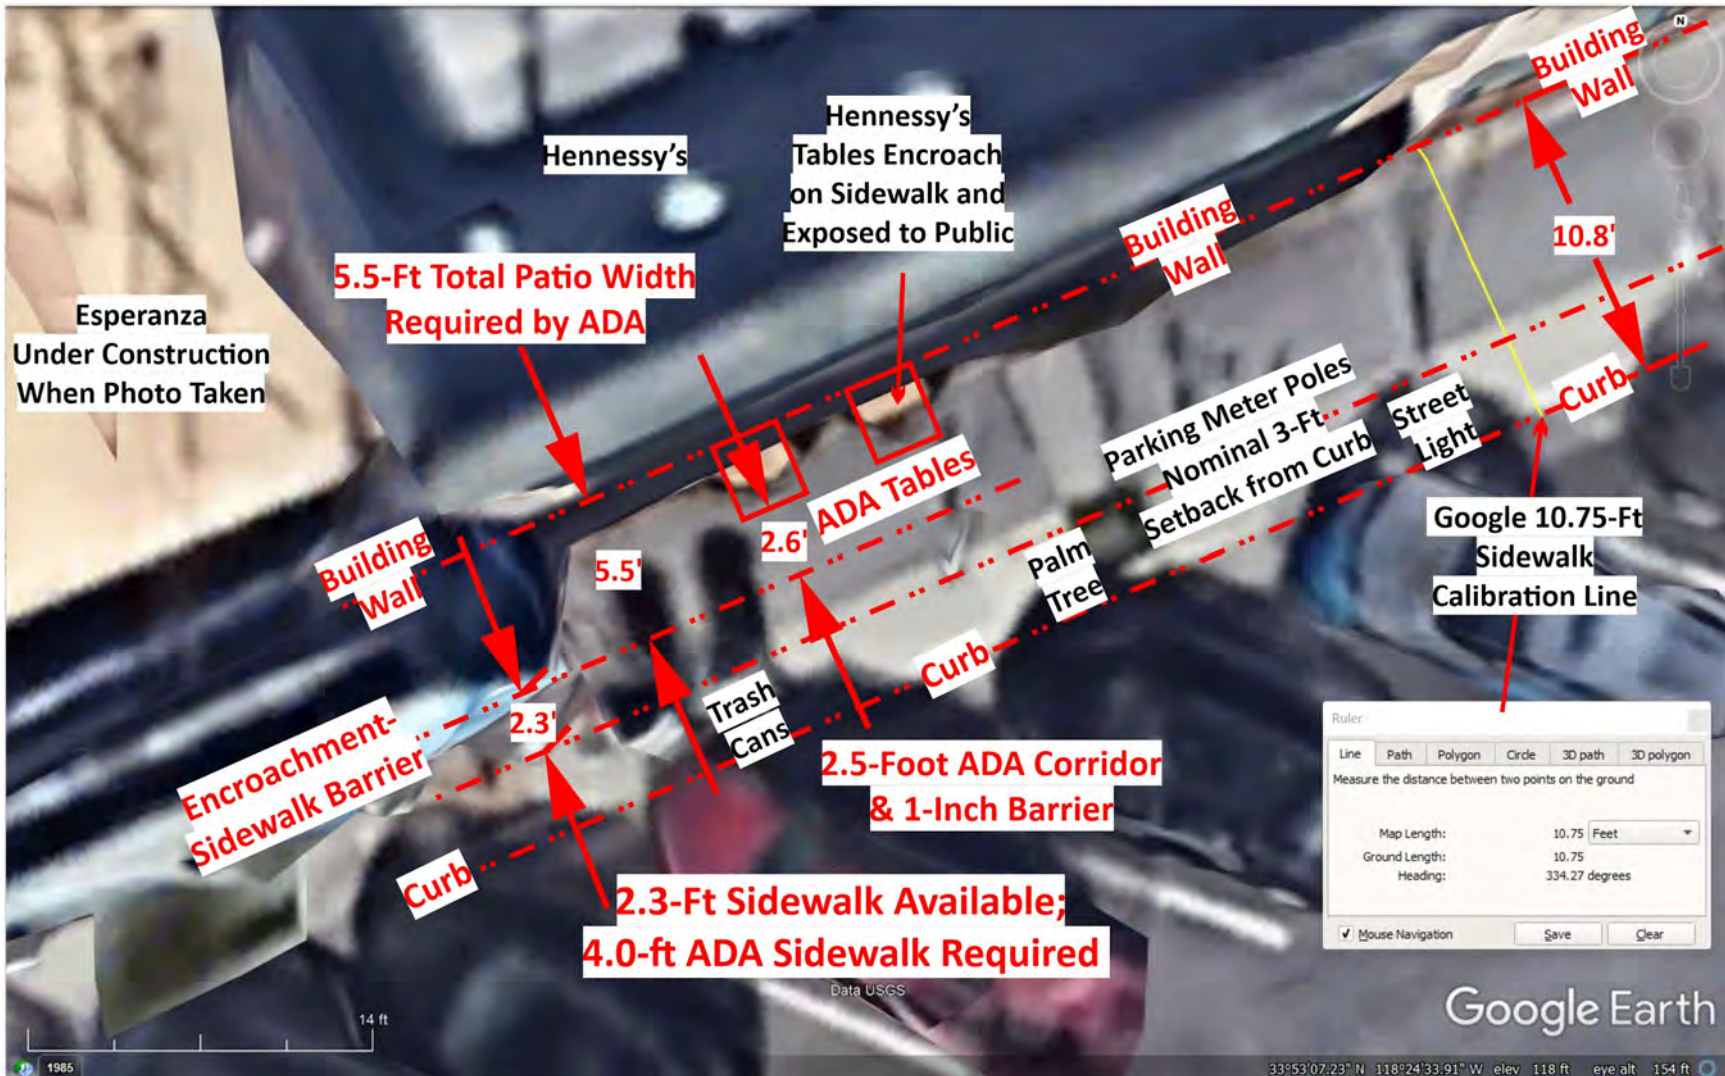 N
Building
Wall
Hennessy's
Hennessy's
Tables Encroach
on Sidewalk and
Exposed to Public
Building
Wall
10.8'
5.5-Ft Total Patio Width
Required by ADA
Esperanza
Under Construction
When Photo Taken
Parking Meter Poles
Nominal 3-Ft
Setback from Curb
Street
Light
Curb
ADA Tables
2.6'
5.5'
Building
Wall
Palm
Tree
Google 10.75-Ft
Sidewalk
Calibration Line
Curb
Trash
Cans
2.3'
Encroachment-
Sidewalk Barrier
2.5-Foot ADA Corridor
& 1-Inch Barrier
Curb
2.3-Ft Sidewalk Available;
4.0-ft ADA Sidewalk Required
Ruler
Line Path Polygon Circle 3D path 3D polygon
Measure the distance between two points on the ground
Map Length: 10.75 Feet
Ground Length: 10.75
Heading: 334.27 degrees
Mouse Navigation Save Clear
Data USGS
Google Earth
14 ft
1985
33°53'07.23" N 118°24'33.91" W elev 118 ft eye alt 154 ft